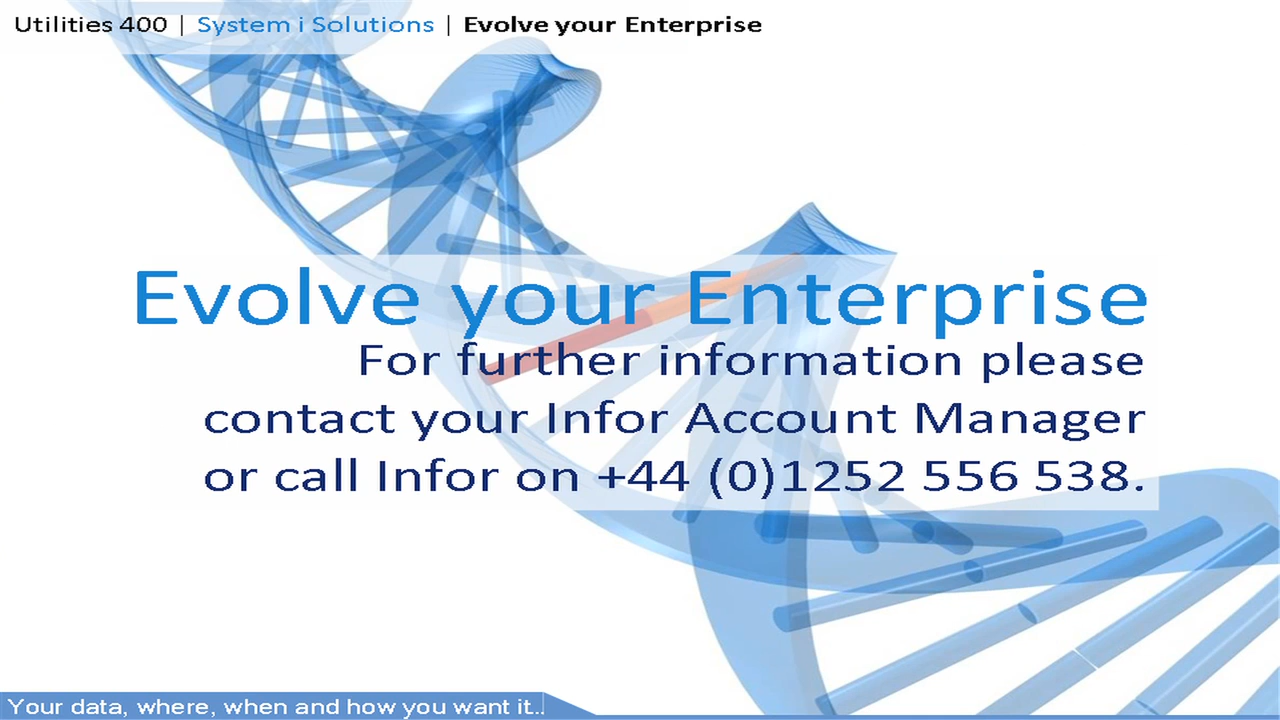 Utilities 400 | System i Solutions | Evolve your Enterprise
Evolve your Enterprise
For further information please
contact your Infor Account Manager
or call Infor on +44 (0)1252 556 538.
Your data, where, when and how you want it..